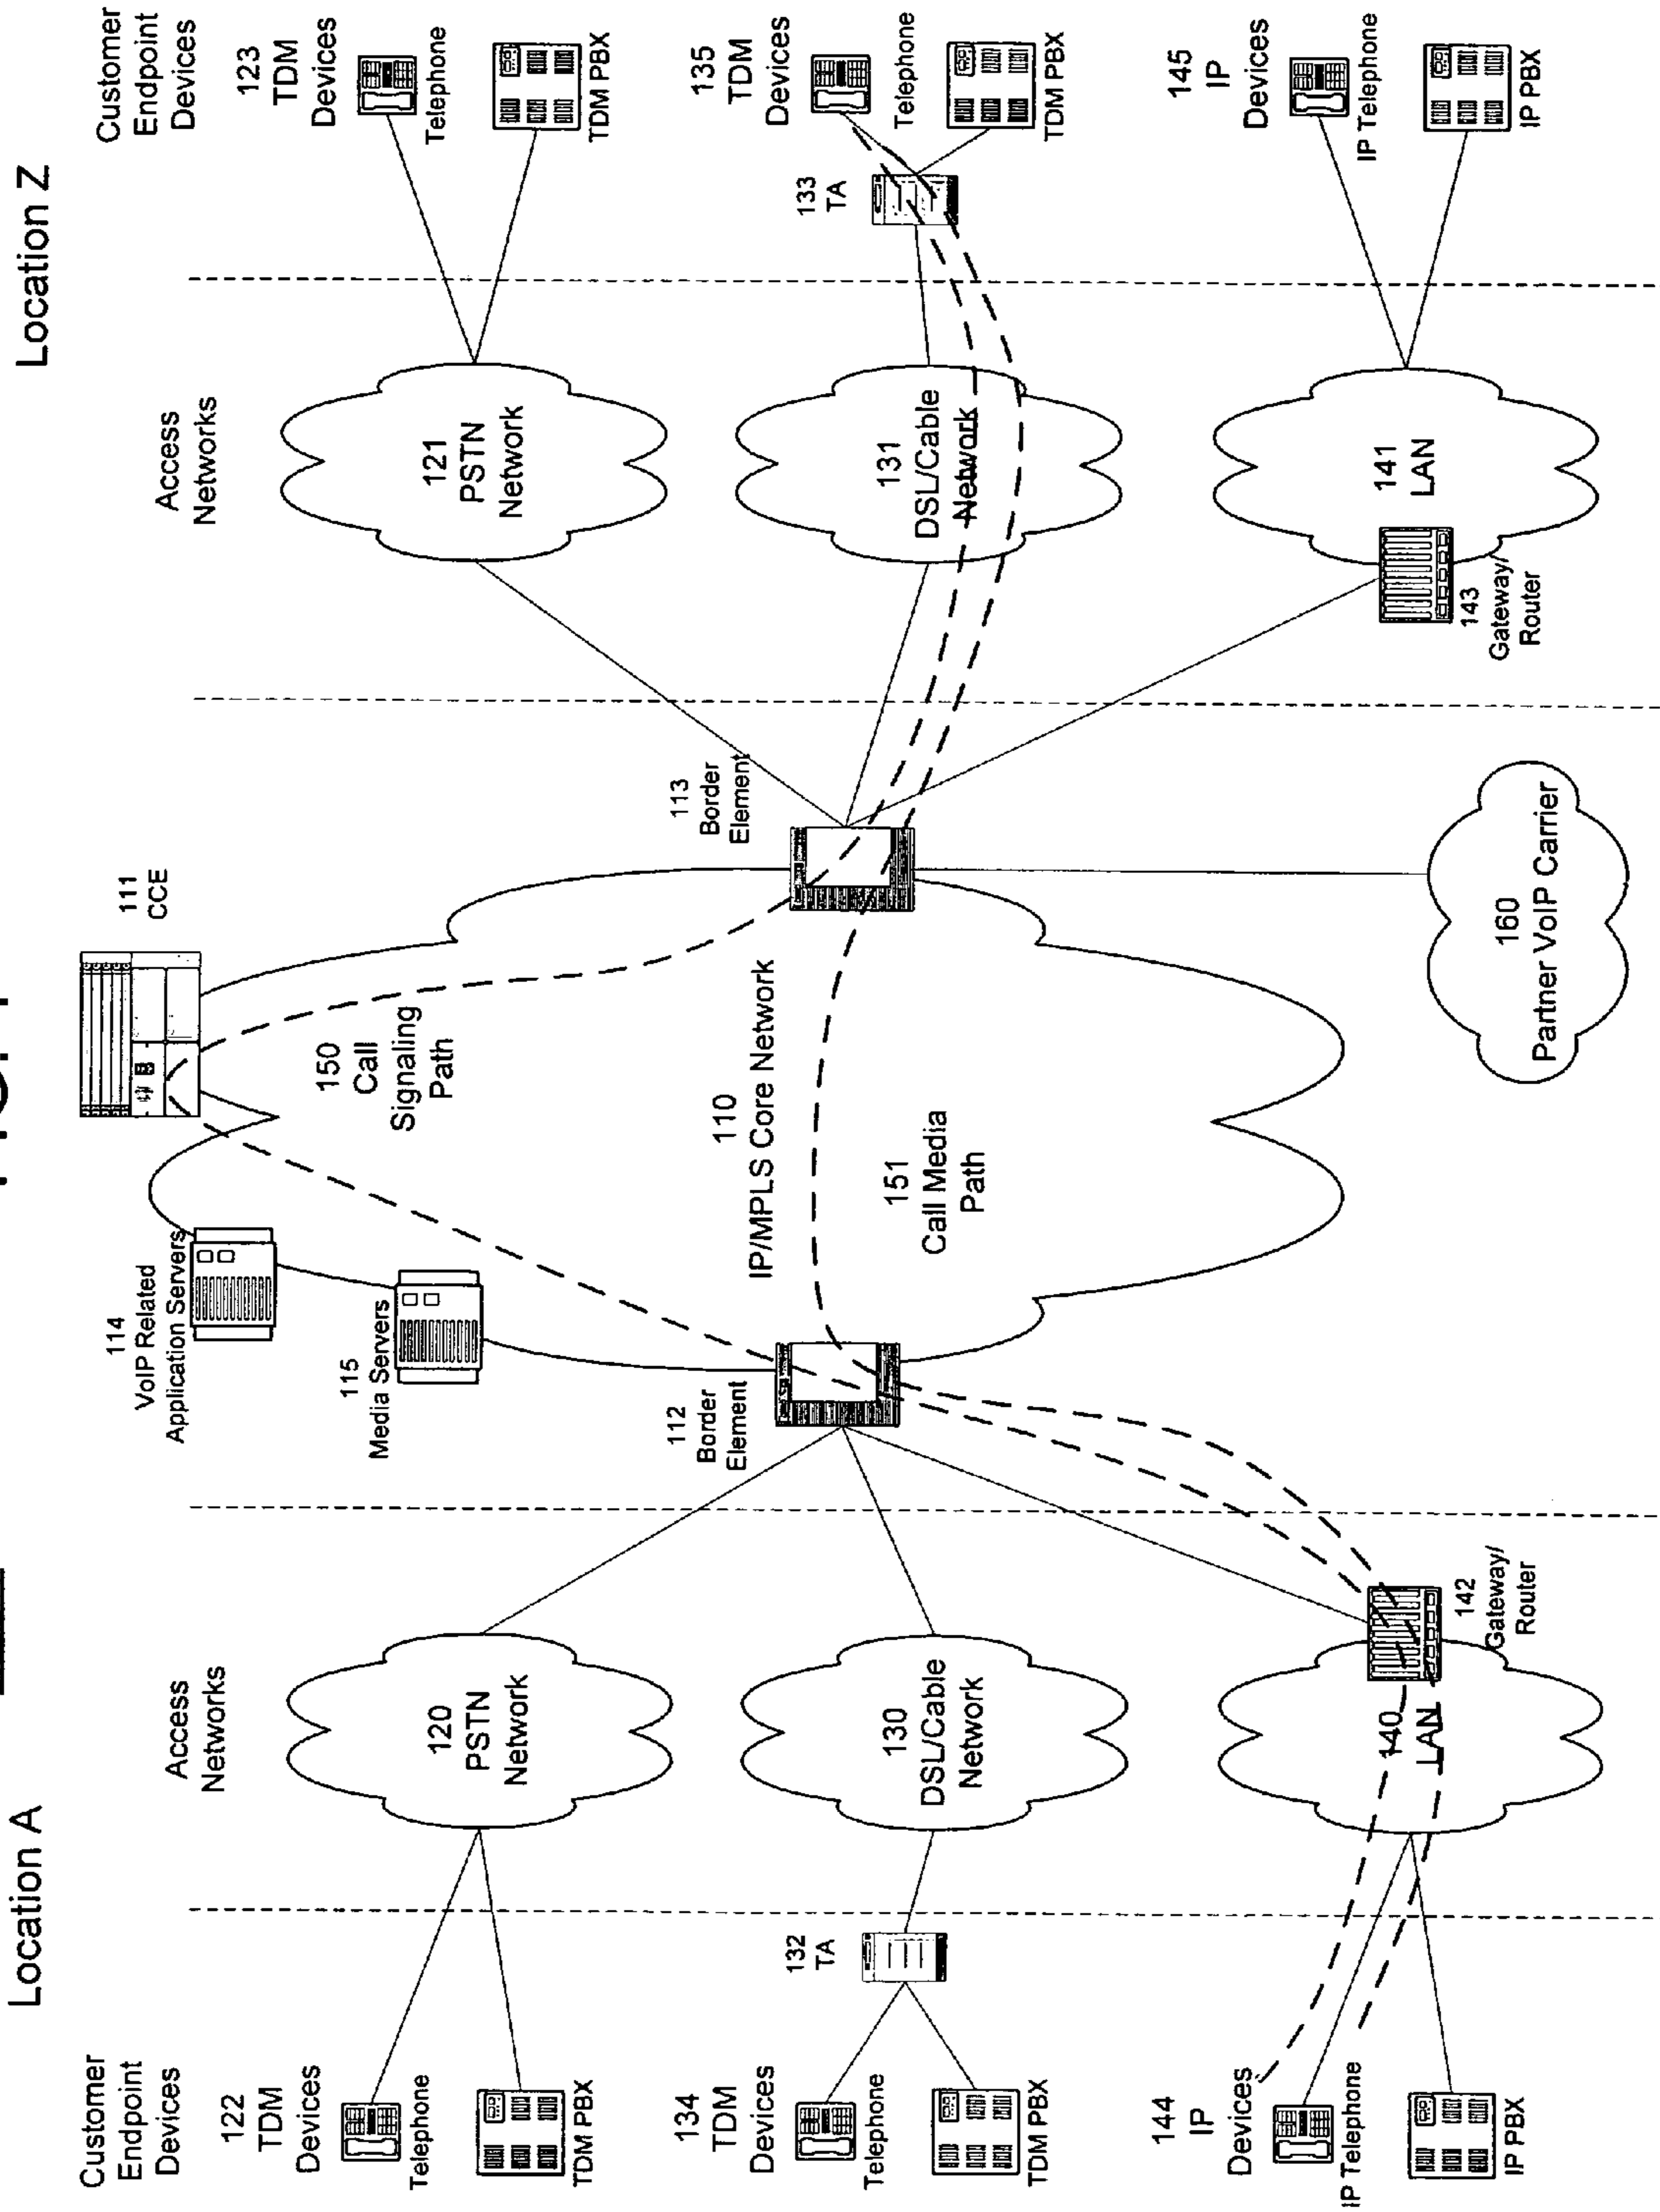 Location A
Location Z
Customer
Endpoint
Devices
Access
Networks
Access
Networks
Customer
Endpoint
Devices
111
CCE
114
VoIP Related
Application Servers
115
Media Servers
150
Call
Signaling
Path
122
TDM
Devices
Telephone
TDM PBX
120
PSTN
Network
121
PSTN
Network
123
TDM
Devices
Telephone
TDM PBX
112
Border
Element
110
IP/MPLS Core Network
113
Border
Element
151
Call Media
Path
134
TDM
Devices
Telephone
TDM PBX
132
TA
130
DSL/Cable
Network
131
DSL/Cable
Network
133
TA
135
TDM
Devices
Telephone
TDM PBX
144
IP
Devices
IP Telephone
IP PBX
140
LAN
142
Gateway/
Router
160
Partner VoIP Carrier
143
Gateway/
Router
141
LAN
145
IP
Devices
IP Telephone
IP PBX